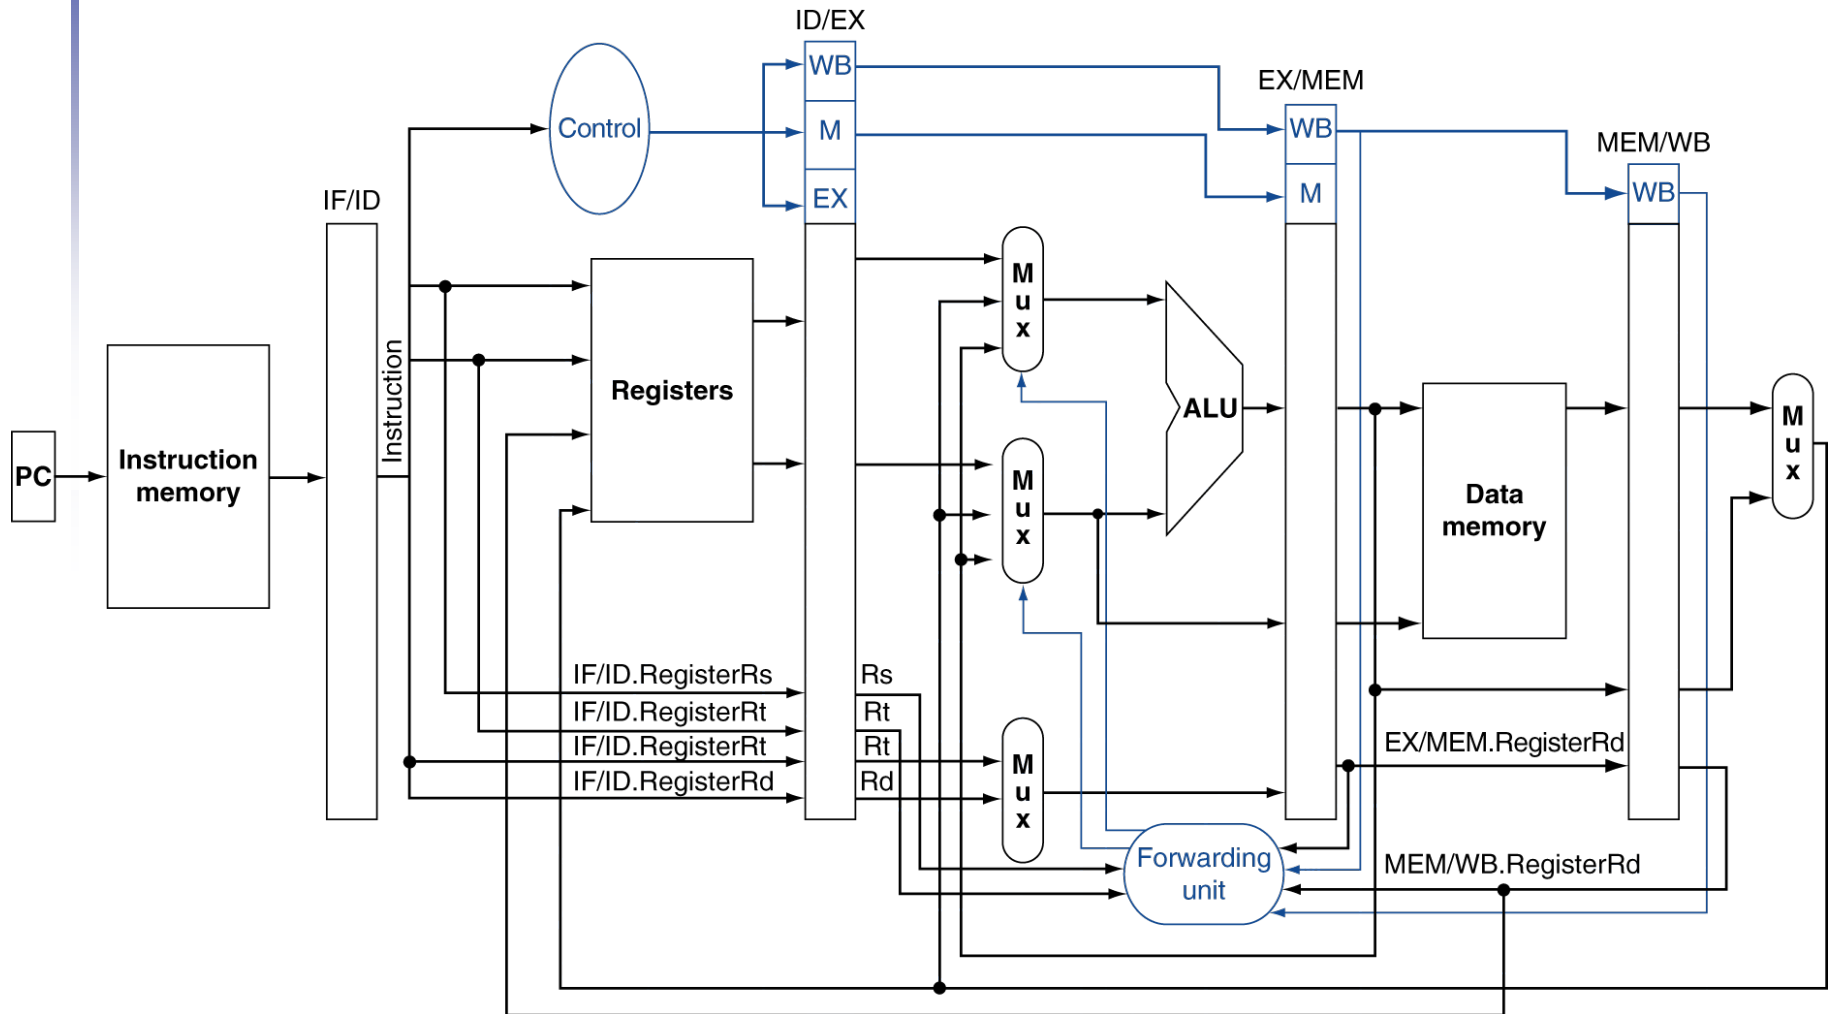 ID/EX
WB
EX/MEM
Control
M
WB
MEM/WB
EX
M
WB
IF/ID
M
u
x
Instruction
Registers
ALU
M
u
x
PC
Instruction
memory
M
u
x
Data
memory
IF/ID.RegisterRs
Rs
IF/ID.RegisterRt
Rt
IF/ID.RegisterRt
Rt
EX/MEM.RegisterRd
IF/ID.RegisterRd
Rd
M
u
x
Forwarding
unit
MEM/WB.RegisterRd